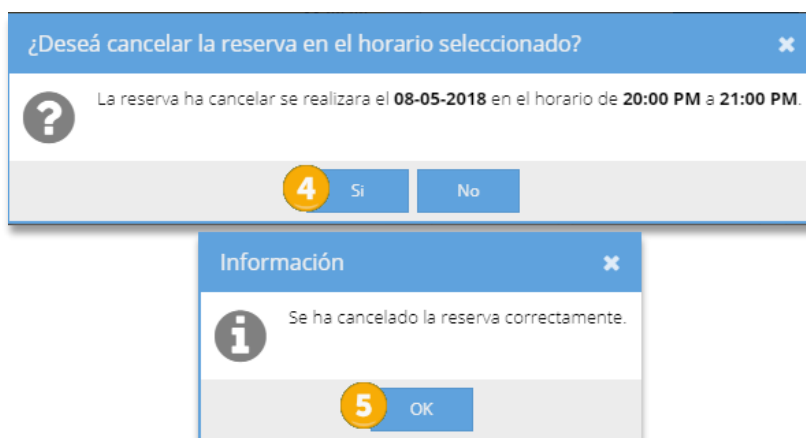 ¿Deseá cancelar la reserva en el horario seleccionado?
La reserva ha cancelar se realizara el 08-05-2018 en el horario de 20:00 PM a 21:00 PM.
4 Si No
Información
Se ha cancelado la reserva correctamente.
5 OK